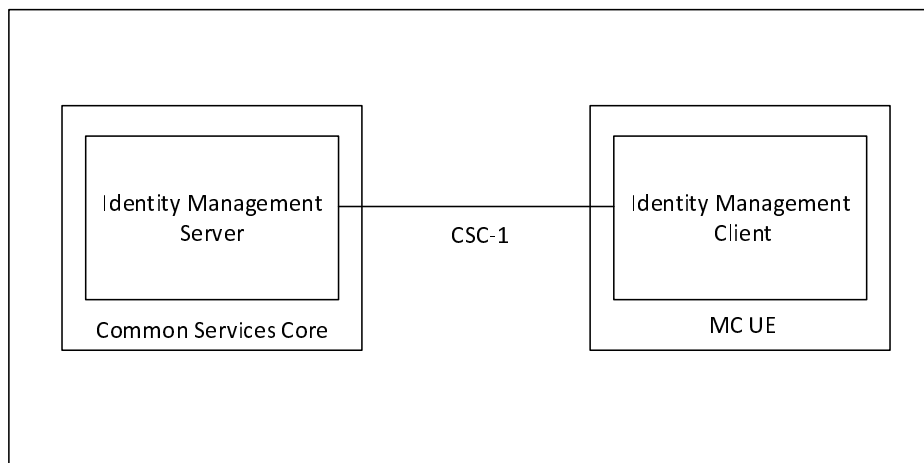 Identity Management
Server
Common Services Core
CSC-1
Identity Management
Client
MC UE